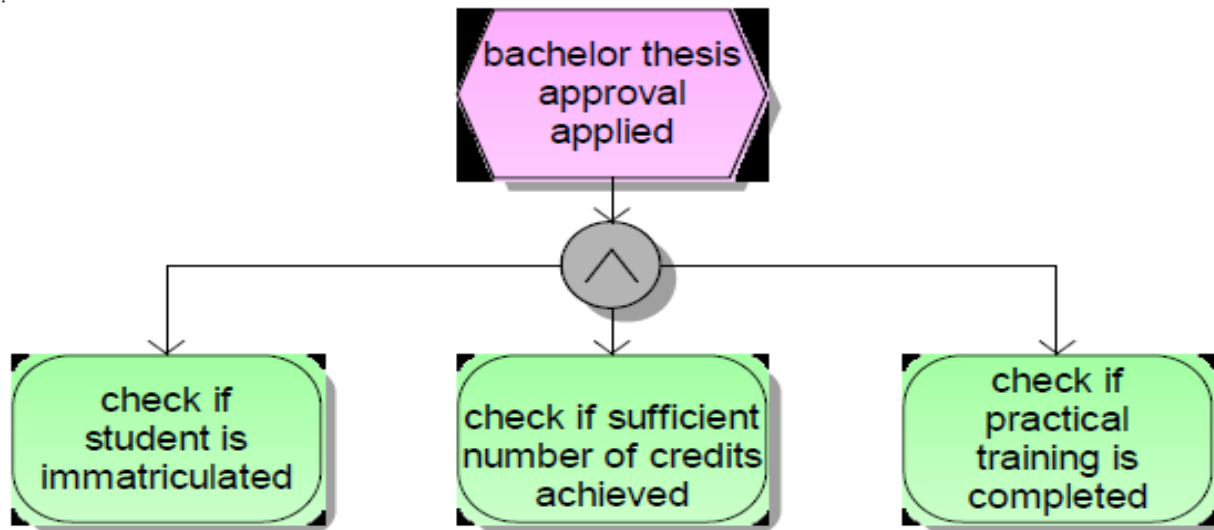 bachelor thesis
approval
applied
check if
student is
immatriculated
check if sufficient
number of credits
achieved
check if
practical
training is
completed